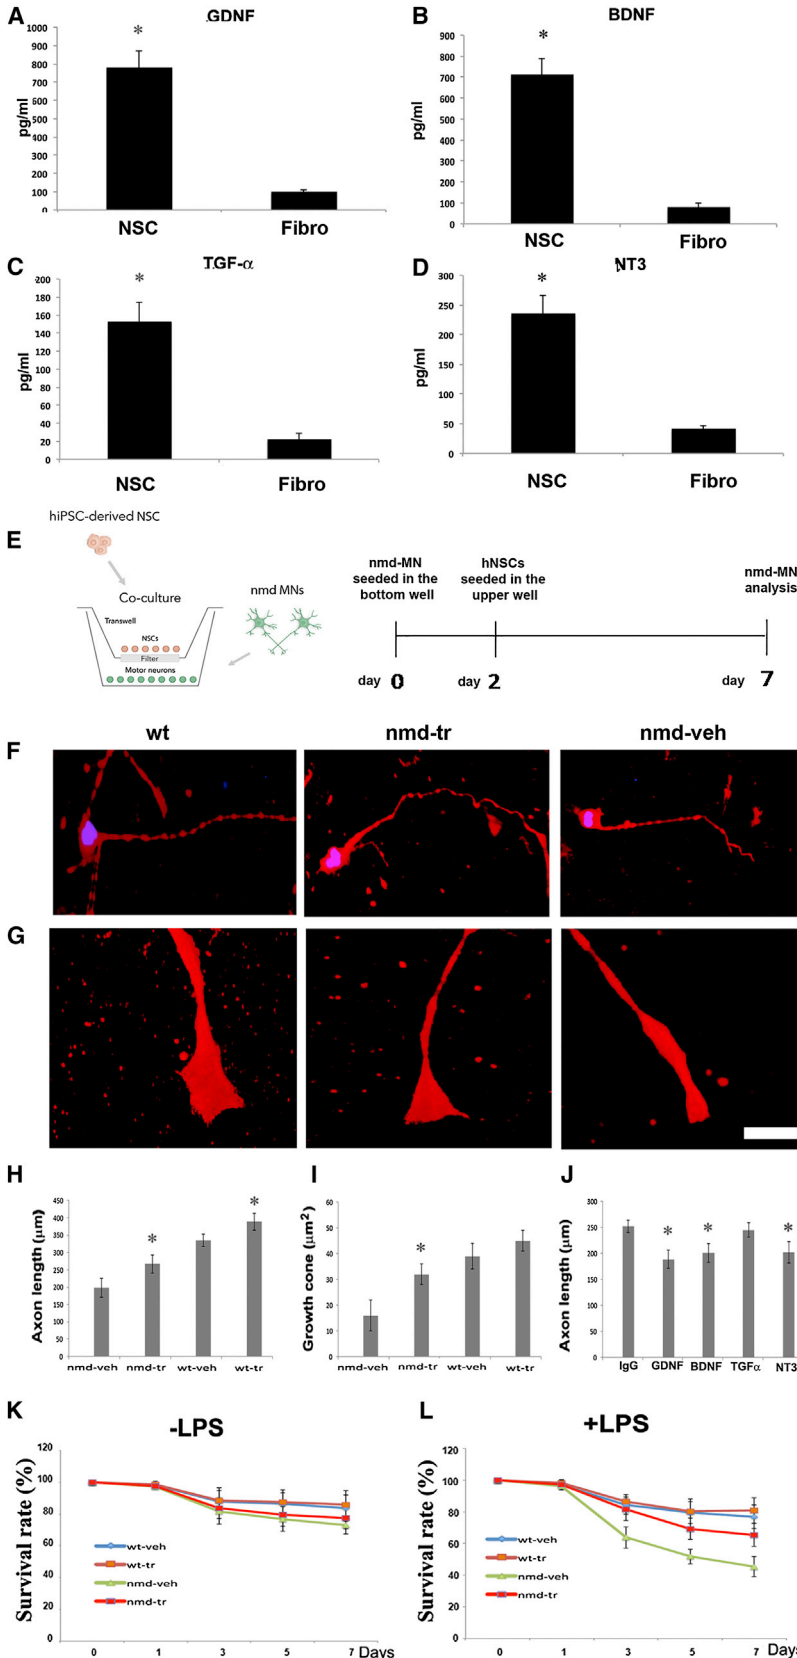 A
GDNF
*
pg/ml
1000
900
800
700
600
500
400
300
200
100
0
NSC
Fibro
B
BDNF
*
pg/ml
900
800
700
600
500
400
300
200
100
0
NSC
Fibro
C
TGF-α
*
pg/ml
200
180
160
140
120
100
80
60
40
20
0
NSC
Fibro
D
NT3
*
pg/ml
300
250
200
150
100
50
0
NSC
Fibro
E
hiPSC-derived NSC
Co-culture
Transwell
NSCs
Filter
Motor neurons
nmd MNs
nmd-MN
seeded in the
bottom well
hNSCs
seeded in the
upper well
nmd-MN
analysis
day 0
day 2
day 7
wt
nmd-tr
nmd-veh
F
G
H
Axon length (μm)
450
400
350
300
250
200
150
100
50
0
*
*
nmd-veh
nmd-tr
wt-veh
wt-tr
I
Growth cone (μm²)
60
50
40
30
20
10
0
*
nmd-veh
nmd-tr
wt-veh
wt-tr
J
Axon length (μm)
300
250
200
150
100
50
0
*
*
*
IgG
GDNF
BDNF
TGFα
NT3
K
-LPS
Survival rate (%)
120
100
80
60
40
20
0
wt-veh
wt-tr
nmd-veh
nmd-tr
0
1
3
5
7
Days
L
+LPS
Survival rate (%)
120
100
80
60
40
20
0
wt-veh
wt-tr
nmd-veh
nmd-tr
0
1
3
5
7
Days